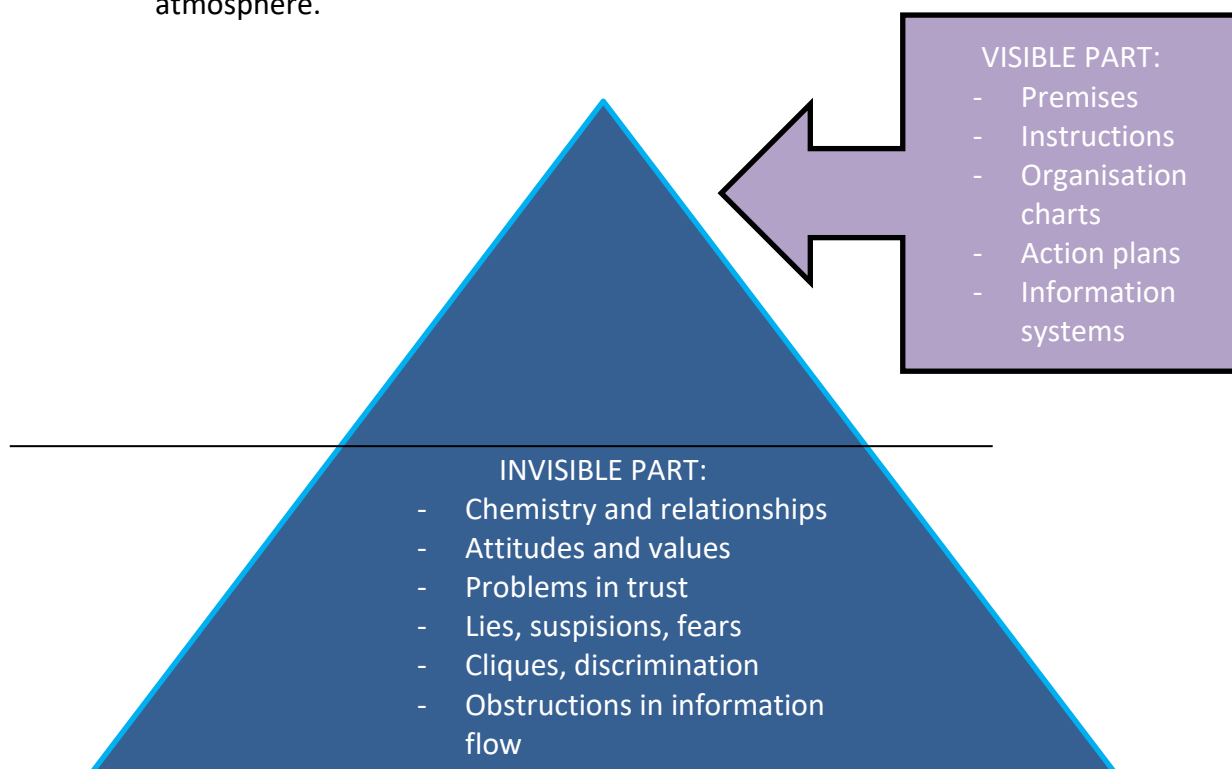 atmosphere.
VISIBLE PART:
- Premises
- Instructions
- Organisation
charts
- Action plans
- Information
systems
INVISIBLE PART:
- Chemistry and relationships
- Attitudes and values
- Problems in trust
- Lies, suspisions, fears
- Cliques, discrimination
- Obstructions in information
flow